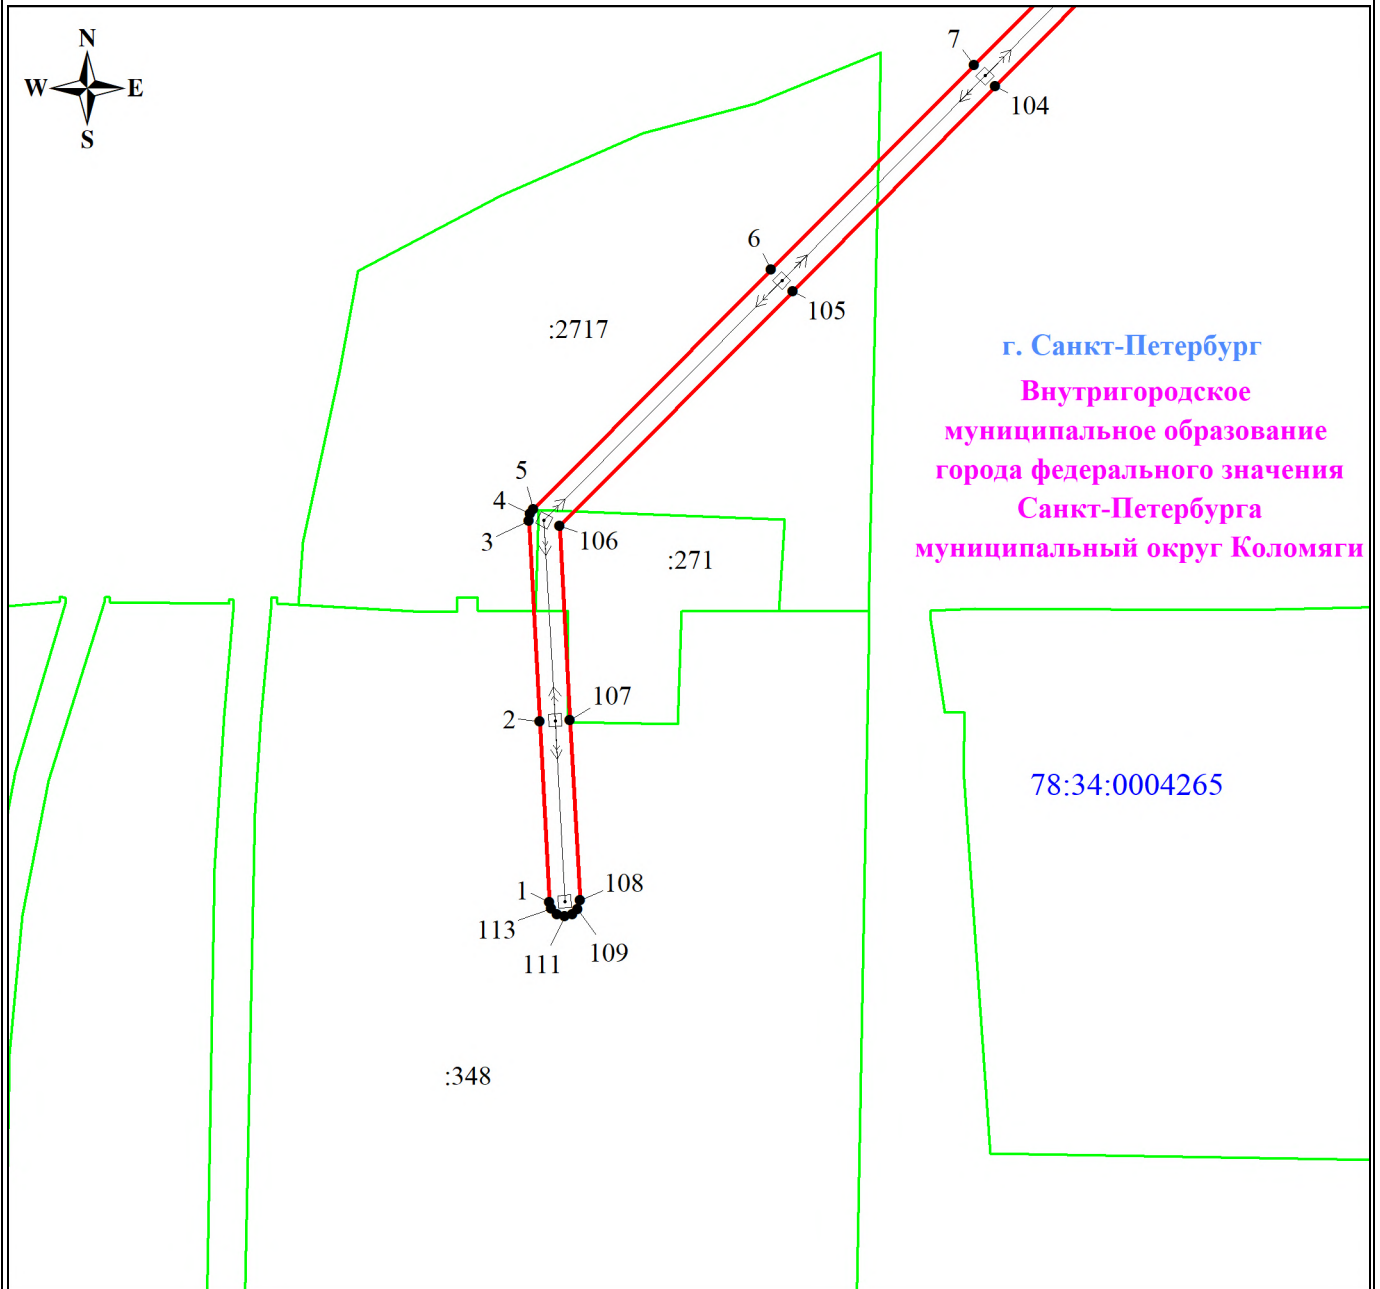 N
W E
S
7
104
6
105
:2717
г. Санкт-Петербург
Внутригородское
муниципальное образование
города федерального значения
Санкт-Петербурга
муниципальный округ Коломяги
5
4
3
106
:271
107
2
78:34:0004265
1
108
113
109
111
:348